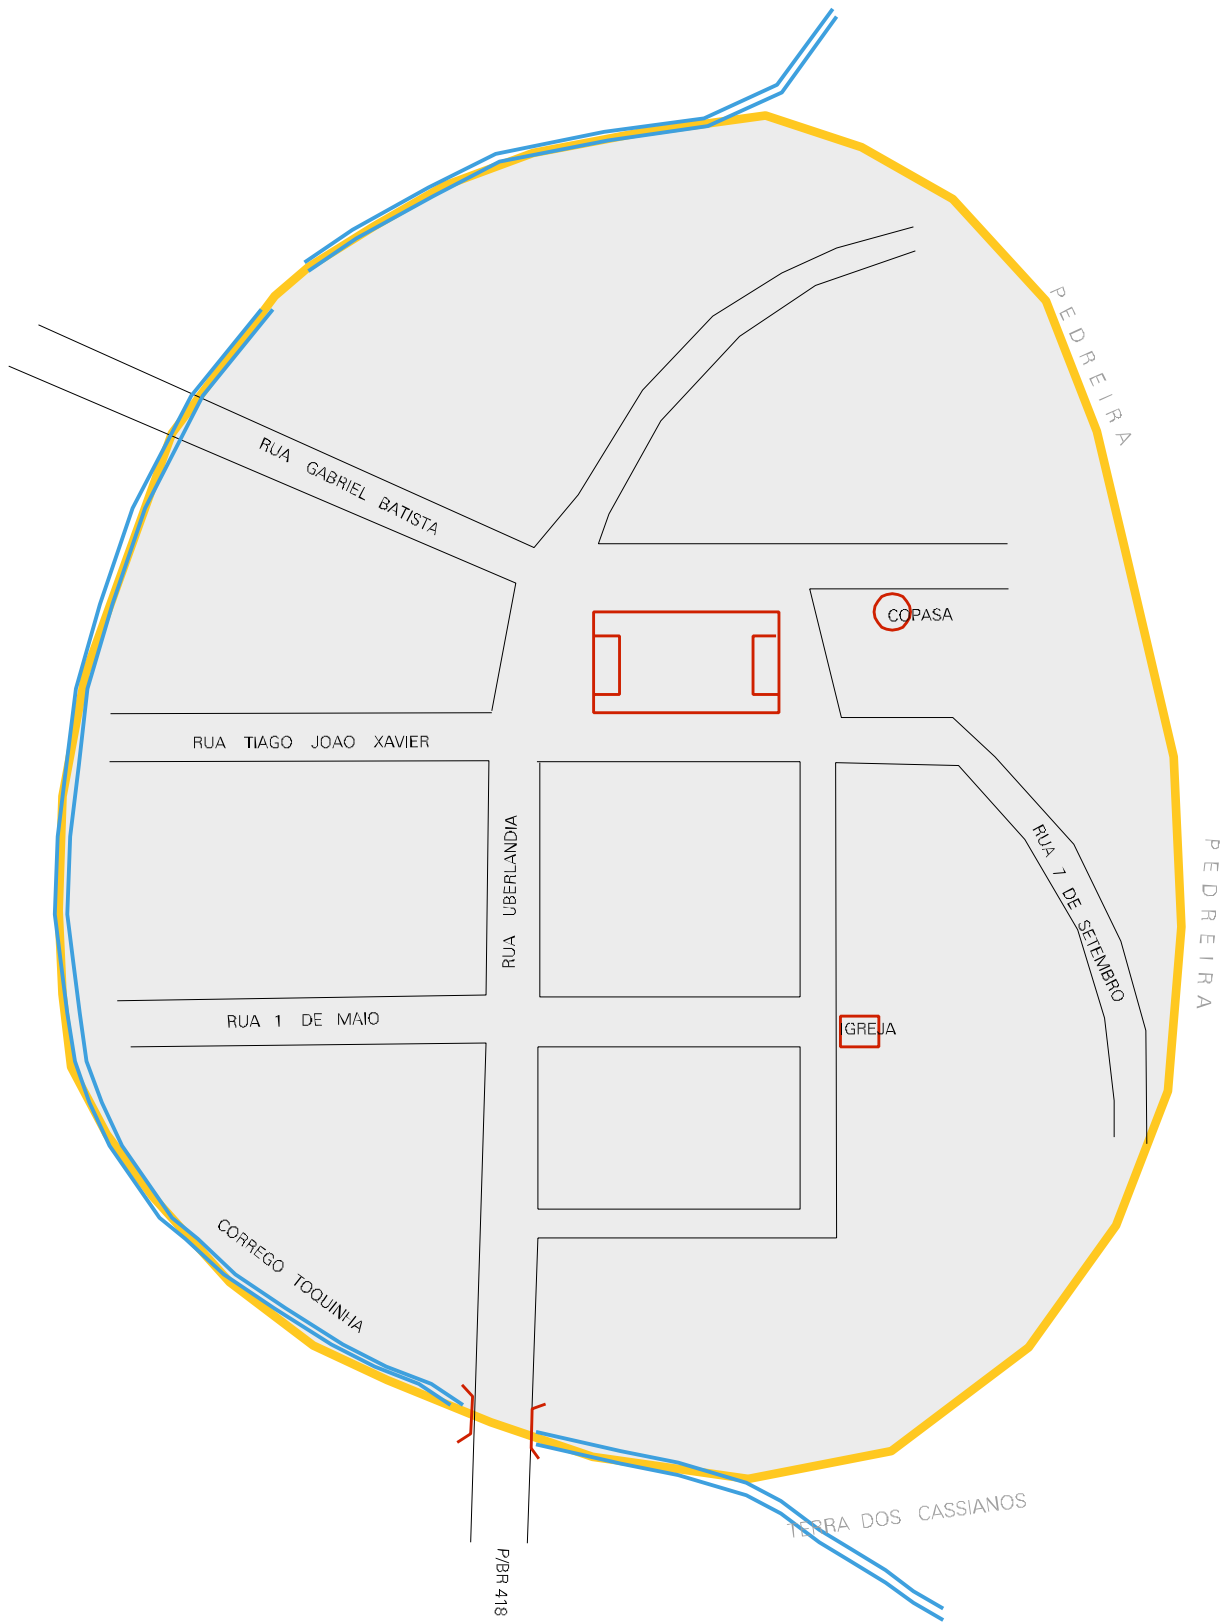 PEDREIRA
RUA GABRIEL BATISTA
COPASA
RUA TIAGO JOAO XAVIER
RUA UBERLANDIA
RUA 7 DE SETEMBRO
PEDREIRA
RUA 1 DE MAIO
IGREJA
CORREGO TOQUINHA
TERRA DOS CASSIANOS
P/BR 418